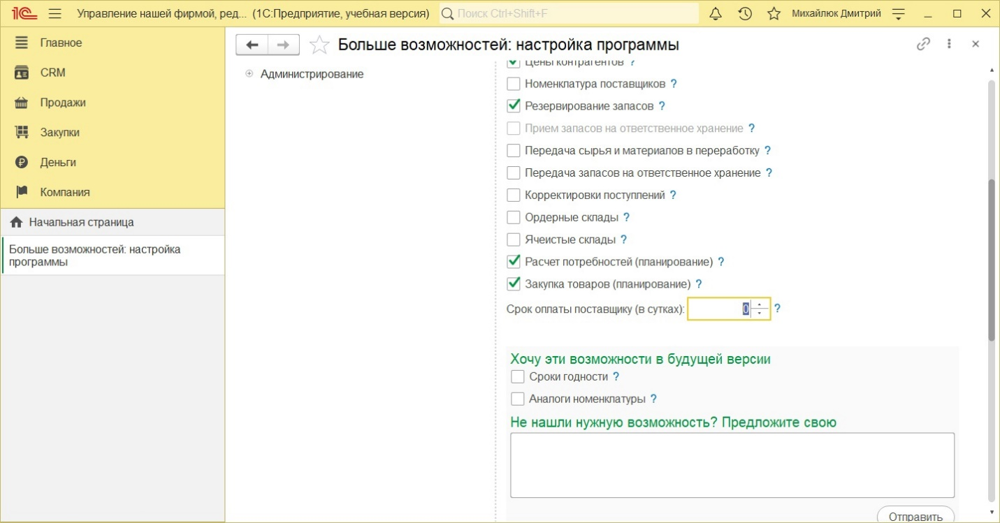 1С Управление нашей фирмой, ред... (1С:Предприятие, учебная версия) Поиск Ctrl+Shift+F Михайлюк Дмитрий
Главное
CRM
Продажи
Закупки
Деньги
Компания
Начальная страница
Больше возможностей: настройка
программы
Больше возможностей: настройка программы
Администрирование
Цены контрагентов ?
Номенклатура поставщиков ?
Резервирование запасов ?
Прием запасов на ответственное хранение ?
Передача сырья и материалов в переработку ?
Передача запасов на ответственное хранение ?
Корректировки поступлений ?
Ордерные склады ?
Ячеистые склады ?
Расчет потребностей (планирование) ?
Закупка товаров (планирование) ?
Срок оплаты поставщику (в сутках): 0 ?
Хочу эти возможности в будущей версии
Сроки годности ?
Аналоги номенклатуры ?
Не нашли нужную возможность? Предложите свою
Отправить